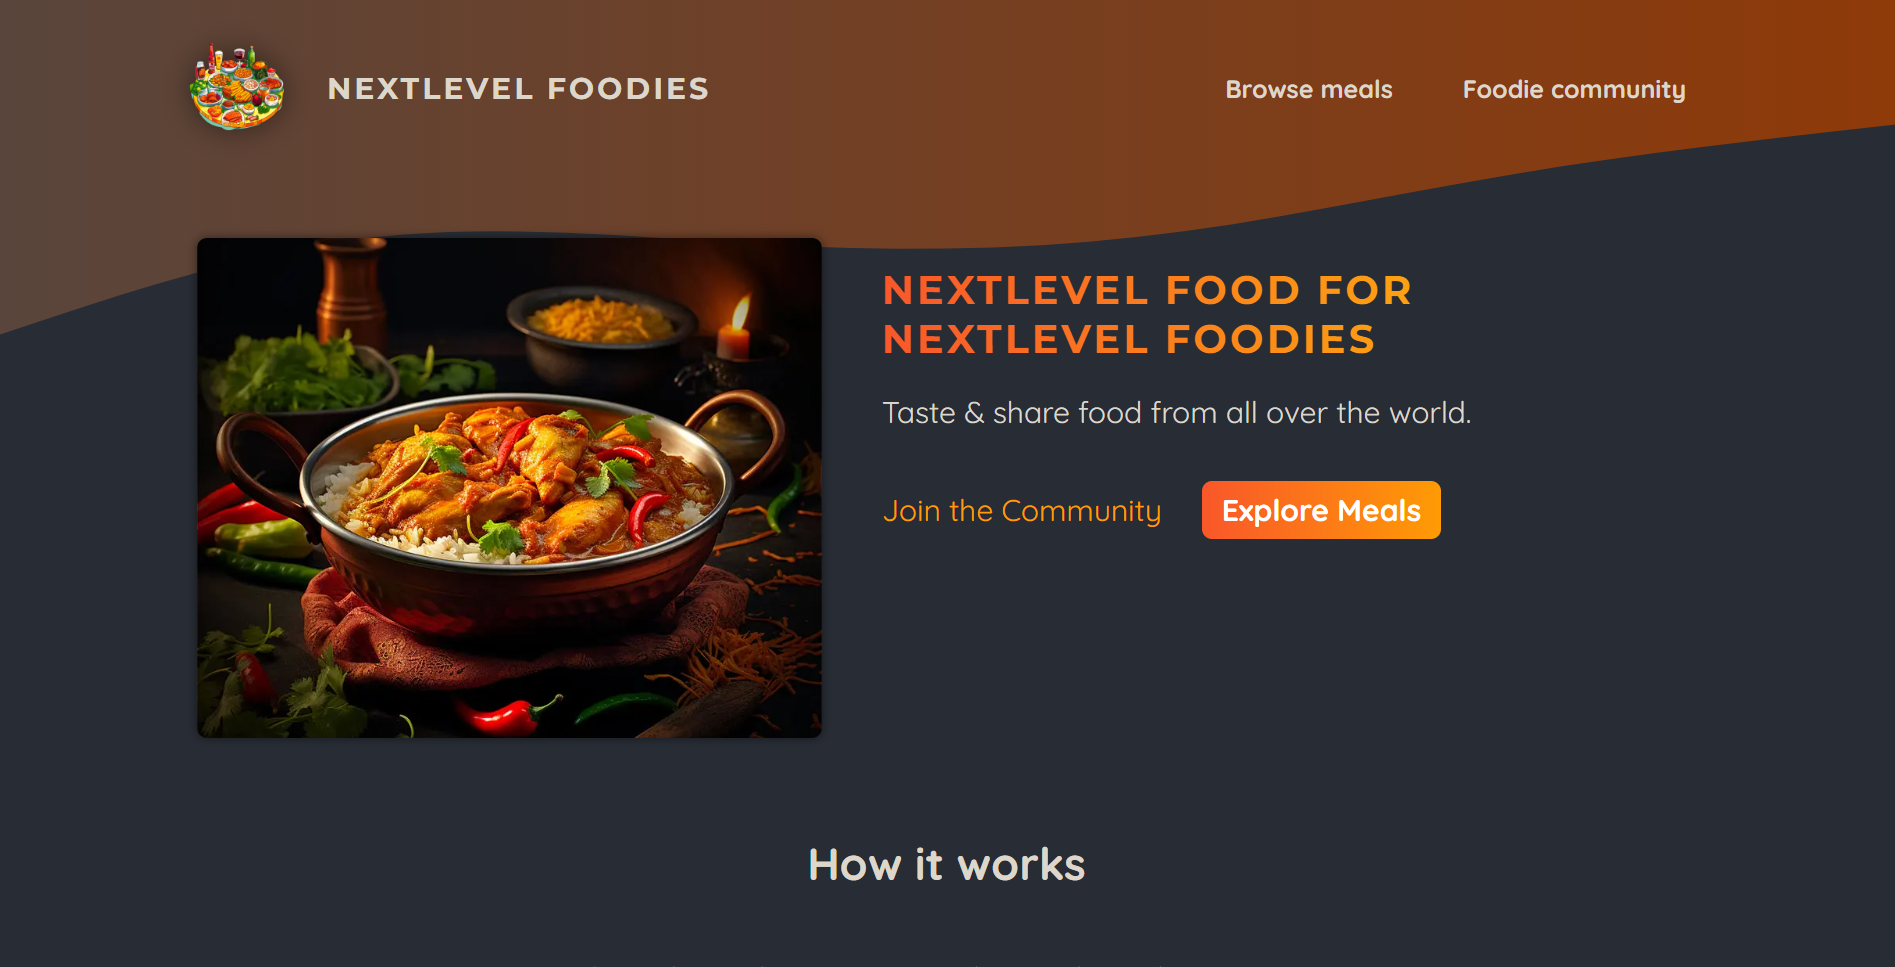 NEXTLEVEL FOODIES
Browse meals
Foodie community
NEXTLEVEL FOOD FOR
NEXTLEVEL FOODIES
Taste & share food from all over the world.
Join the Community
Explore Meals
How it works